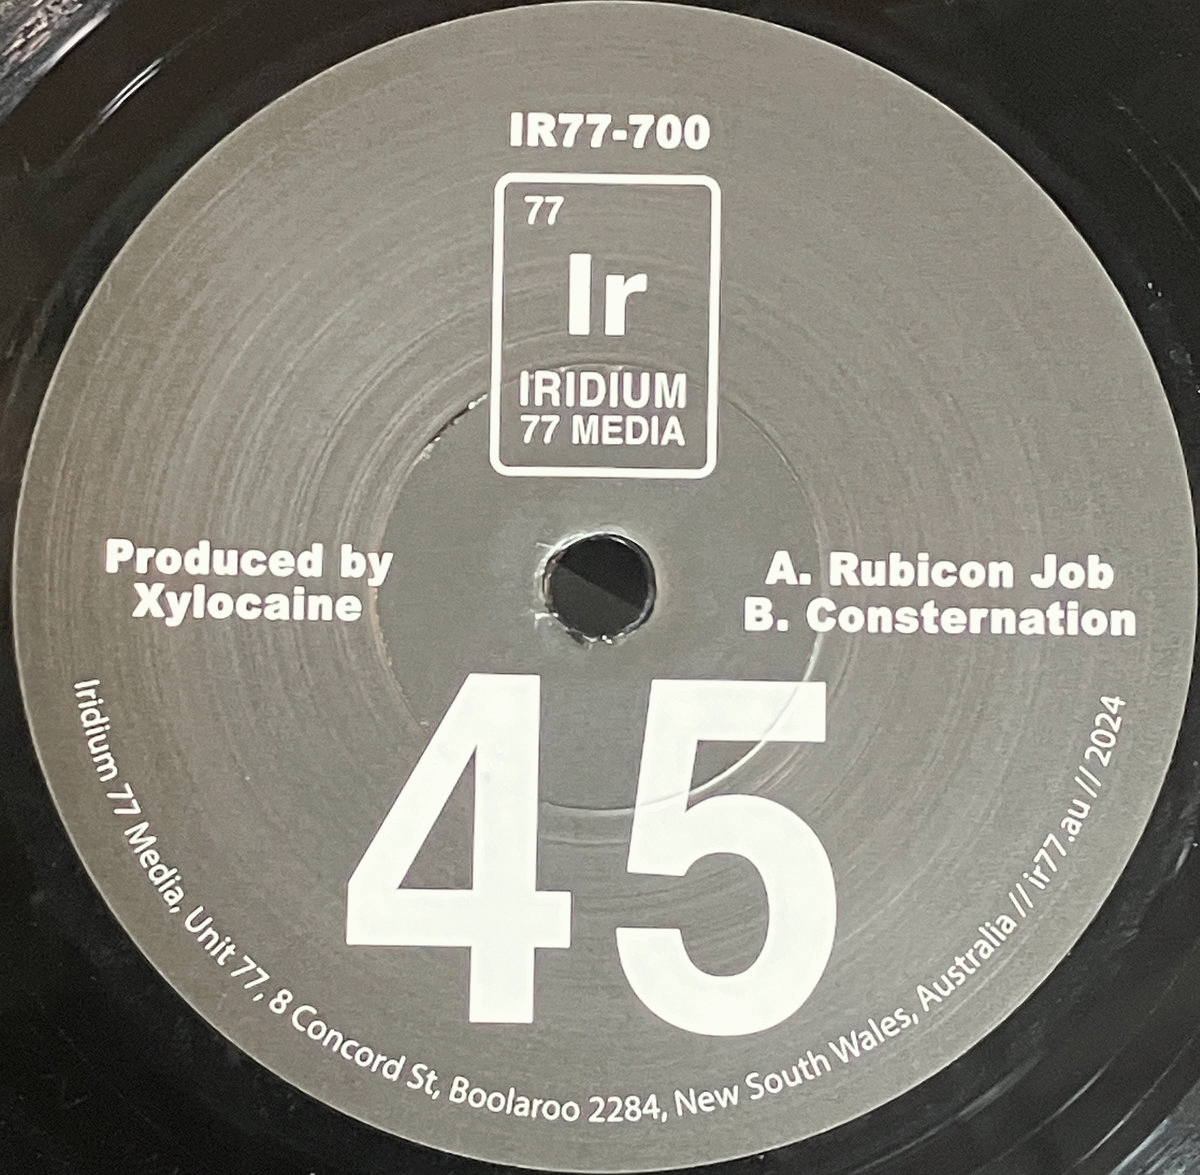 IR77-700
77
Ir
IRIDIUM
77 MEDIA
Produced by
Xylocaine
A. Rubicon Job
B. Consternation
45
Iridium 77 Media, Unit 77, 8 Concord St, Boolaroo 2284, New South Wales, Australia // ir77.au // 2024